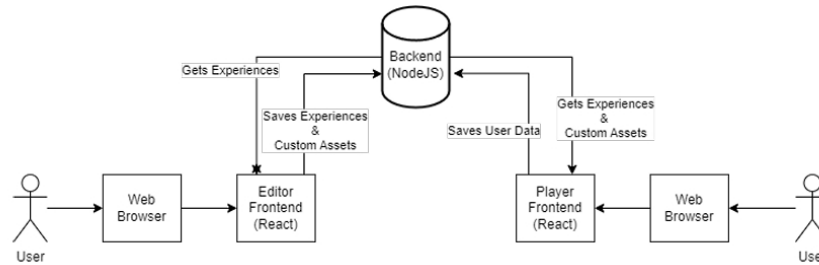 Backend
(NodeJS)
Gets Experiences
Saves Experiences
&
Custom Assets
Saves User Data
Gets Experiences
&
Custom Assets
User
Web
Browser
Editor
Frontend
(React)
Player
Frontend
(React)
Web
Browser
User